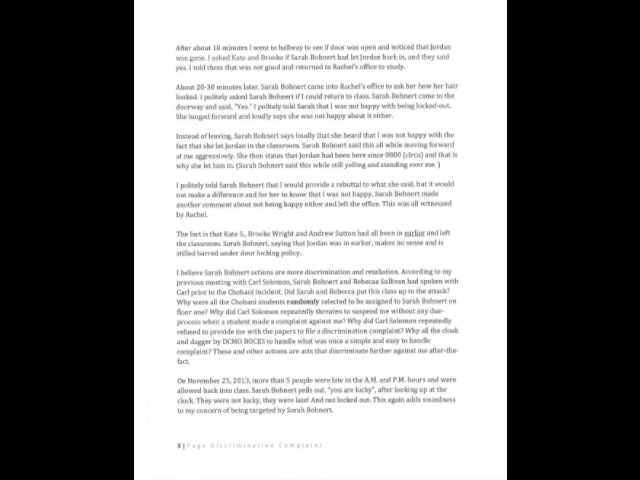 After about 10 minutes I went to hallway to see if door was open and noticed that Jordan
was gone. I asked Kate and Brooke if Sarah Bohnert had let Jordan back in, and they said
yes. I told them that was not good and returned to Rachel's office to study.
About 20-30 minutes later, Sarah Bohnert came into Rachel's office to ask her how her hair
looked. I politely asked Sarah Bohnert if I could return to class. Sarah Bohnert came to the
doorway and said, "Yes." I politely told Sarah that I was not happy with being locked-out.
She lunged forward and loudly says she was not happy about it either.
Instead of leaving, Sarah Bohnert says loudly that she heard that I was not happy with the
fact that she let Jordan in the classroom. Sarah Bohnert said this all while moving forward
at me aggressively. She then states that Jordan had been here since 0800 (circa) and that is
why she let him in. (Sarah Bohnert said this while still yelling and standing over me. )
I politely told Sarah Bohnert that I would provide a rebuttal to what she said, but it would
not make a difference and for her to know that I was not happy. Sarah Bohnert made
another comment about not being happy either and left the office. This was all witnessed
by Rachel.
The fact is that Kate S., Brooke Wright and Andrew Sutton had all been in earlier and left
the classroom. Sarah Bohnert, saying that Jordan was in earlier, makes no sense and is
stilled barred under door locking policy.
I believe Sarah Bohnert actions are more discrimination and retaliation. According to my
previous meeting with Carl Solomon, Sarah Bohnert and Rebecaa Sullivan had spoken with
Carl prior to the Chobani incident. Did Sarah and Rebecca put this class up to the attack?
Why were all the Chobani students randomly selected to be assigned to Sarah Bohnert on
floor one? Why did Carl Solomon repeatedly threaten to suspend me without any due-
process when a student made a complaint against me? Why did Carl Solomon repeatedly
refused to provide me with the papers to file a discrimination complaint? Why all the cloak
and dagger by DCMO BOCES to handle what was once a simple and easy to handle
complaint? These and other actions are acts that discriminate further against me after-the-
fact.
On November 25, 2013, more than 5 people were late in the A.M. and P.M. hours and were
allowed back into class. Sarah Bohnert yells out, "you are lucky", after looking up at the
clock. They were not lucky, they were late! And not locked out. This again adds soundness
to my concern of being targeted by Sarah Bohnert.
3 | Page Discrimination Complaint